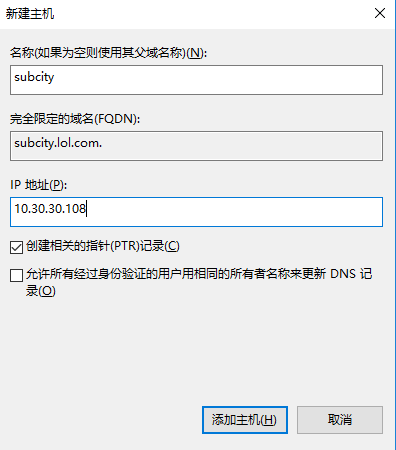 新建主机
名称(如果为空则使用其父域名称)(N):
subcity
完全限定的域名(FQDN):
subcity.lol.com.
IP 地址(P):
10.30.30.108
创建相关的指针(PTR)记录(C)
允许所有经过身份验证的用户用相同的所有者名称来更新 DNS 记
录(O)
添加主机(H)
取消